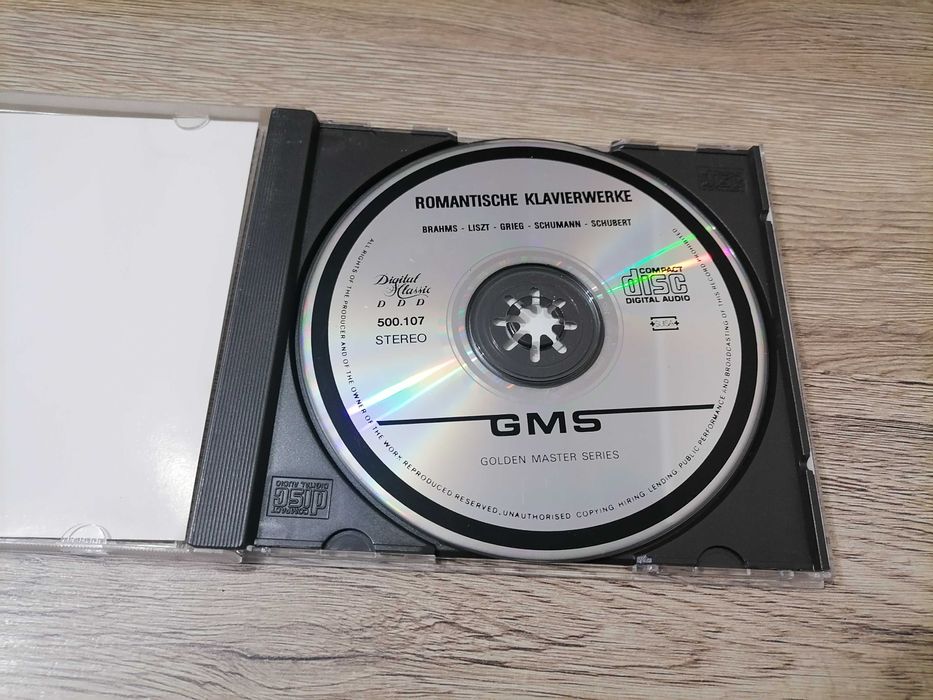 ROMANTISCHE KLAVIERWERKE
BRAHMS - LISZT - GRIEG - SCHUMANN - SCHUBERT
Digital Classic
D D D
500.107
STEREO
COMPACT
disc
DIGITAL AUDIO
SUISA
GMS
GOLDEN MASTER SERIES
ALL RIGHTS OF THE PRODUCER AND OF THE OWNER OF THE WORK REPRODUCED RESERVED. UNAUTHORISED COPYING, HIRING, LENDING, PUBLIC PERFORMANCE AND BROADCASTING OF THIS RECORD PROHIBITED
COMPACT
disc
DIGITAL AUDIO